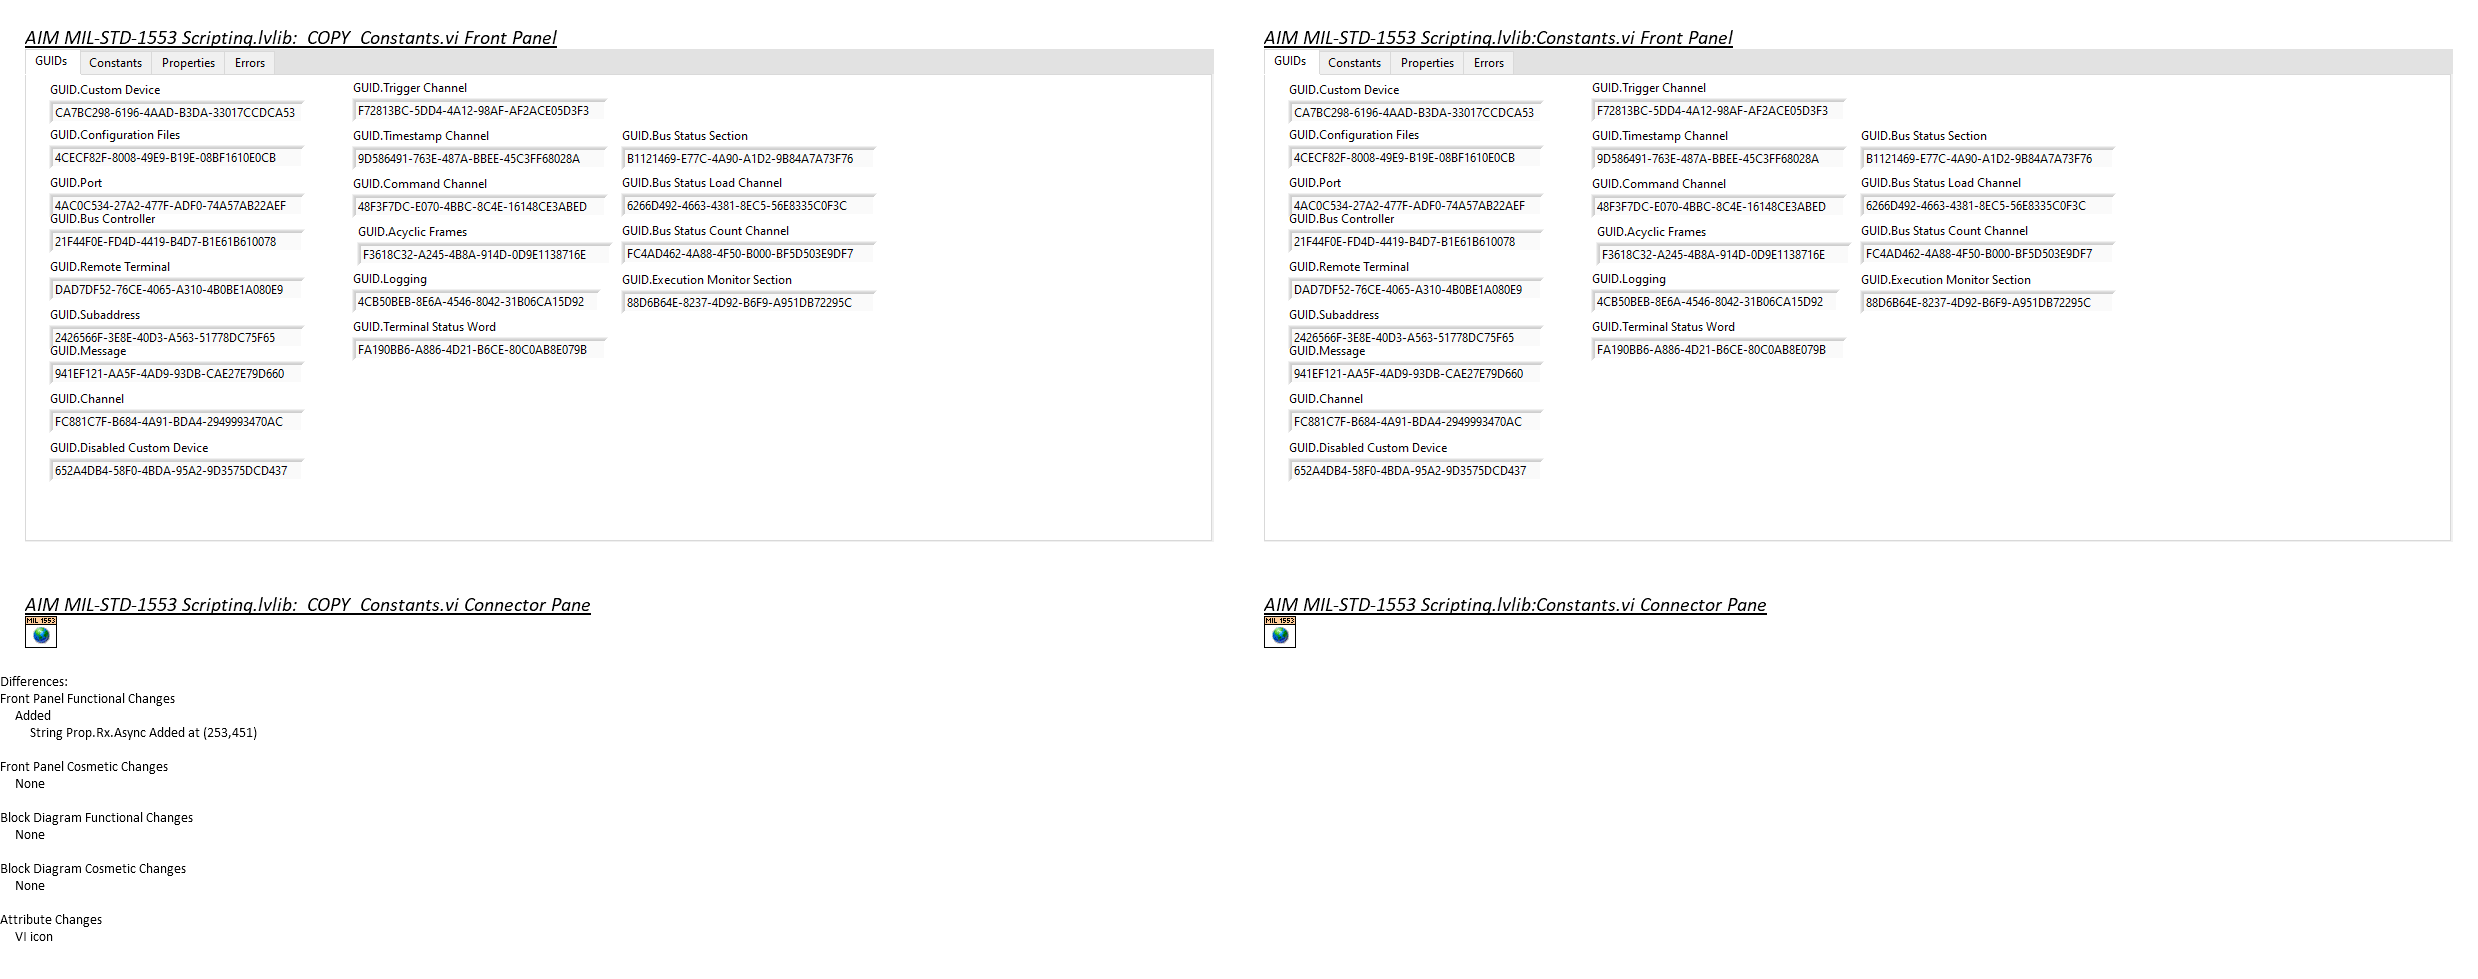 AIM MIL-STD-1553 Scripting.lvlib:_COPY_Constants.vi Front Panel
GUIDs Constants Properties Errors
GUID.Custom Device
CA7BC298-6196-4AAD-B3DA-33017CCDCA53
GUID.Configuration Files
4CECF82F-8008-49E9-B19E-08BF1610E0CB
GUID.Port
4AC0C534-27A2-477F-ADF0-74A57AB22AEF
GUID.Bus Controller
21F44F0E-FD4D-4419-B4D7-B1E61B610078
GUID.Remote Terminal
DAD7DF52-76CE-4065-A310-4B0BE1A080E9
GUID.Subaddress
2426566F-3E8E-40D3-A563-51778DC75F65
GUID.Message
941EF121-AA5F-4AD9-93DB-CAE27E79D660
GUID.Channel
FC881C7F-B684-4A91-BDA4-2949993470AC
GUID.Disabled Custom Device
652A4DB4-58F0-4BDA-95A2-9D3575DCD437
GUID.Trigger Channel
F72813BC-5DD4-4A12-98AF-AF2ACE05D3F3
GUID.Timestamp Channel
9D586491-763E-487A-BBEE-45C3FF68028A
GUID.Command Channel
48F3F7DC-E070-4BBC-8C4E-16148CE3ABED
GUID.Acyclic Frames
F3618C32-A245-4B8A-914D-0D9E1138716E
GUID.Logging
4CB50BEB-8E6A-4546-8042-31B06CA15D92
GUID.Terminal Status Word
FA190BB6-A886-4D21-B6CE-80C0AB8E079B
GUID.Bus Status Section
B1121469-E77C-4A90-A1D2-9B84A7A73F76
GUID.Bus Status Load Channel
6266D492-4663-4381-8EC5-56E8335C0F3C
GUID.Bus Status Count Channel
FC4AD462-4A88-4F50-B000-BF5D503E9DF7
GUID.Execution Monitor Section
88D6B64E-8237-4D92-B6F9-A951DB72295C
AIM MIL-STD-1553 Scripting.lvlib:Constants.vi Front Panel
GUIDs Constants Properties Errors
GUID.Custom Device
CA7BC298-6196-4AAD-B3DA-33017CCDCA53
GUID.Configuration Files
4CECF82F-8008-49E9-B19E-08BF1610E0CB
GUID.Port
4AC0C534-27A2-477F-ADF0-74A57AB22AEF
GUID.Bus Controller
21F44F0E-FD4D-4419-B4D7-B1E61B610078
GUID.Remote Terminal
DAD7DF52-76CE-4065-A310-4B0BE1A080E9
GUID.Subaddress
2426566F-3E8E-40D3-A563-51778DC75F65
GUID.Message
941EF121-AA5F-4AD9-93DB-CAE27E79D660
GUID.Channel
FC881C7F-B684-4A91-BDA4-2949993470AC
GUID.Disabled Custom Device
652A4DB4-58F0-4BDA-95A2-9D3575DCD437
GUID.Trigger Channel
F72813BC-5DD4-4A12-98AF-AF2ACE05D3F3
GUID.Timestamp Channel
9D586491-763E-487A-BBEE-45C3FF68028A
GUID.Command Channel
48F3F7DC-E070-4BBC-8C4E-16148CE3ABED
GUID.Acyclic Frames
F3618C32-A245-4B8A-914D-0D9E1138716E
GUID.Logging
4CB50BEB-8E6A-4546-8042-31B06CA15D92
GUID.Terminal Status Word
FA190BB6-A886-4D21-B6CE-80C0AB8E079B
GUID.Bus Status Section
B1121469-E77C-4A90-A1D2-9B84A7A73F76
GUID.Bus Status Load Channel
6266D492-4663-4381-8EC5-56E8335C0F3C
GUID.Bus Status Count Channel
FC4AD462-4A88-4F50-B000-BF5D503E9DF7
GUID.Execution Monitor Section
88D6B64E-8237-4D92-B6F9-A951DB72295C
AIM MIL-STD-1553 Scripting.lvlib:_COPY_Constants.vi Connector Pane
MIL 1553
AIM MIL-STD-1553 Scripting.lvlib:Constants.vi Connector Pane
MIL 1553
Differences:
Front Panel Functional Changes
Added
String Prop.Rx.Async Added at (253,451)
Front Panel Cosmetic Changes
None
Block Diagram Functional Changes
None
Block Diagram Cosmetic Changes
None
Attribute Changes
VI icon